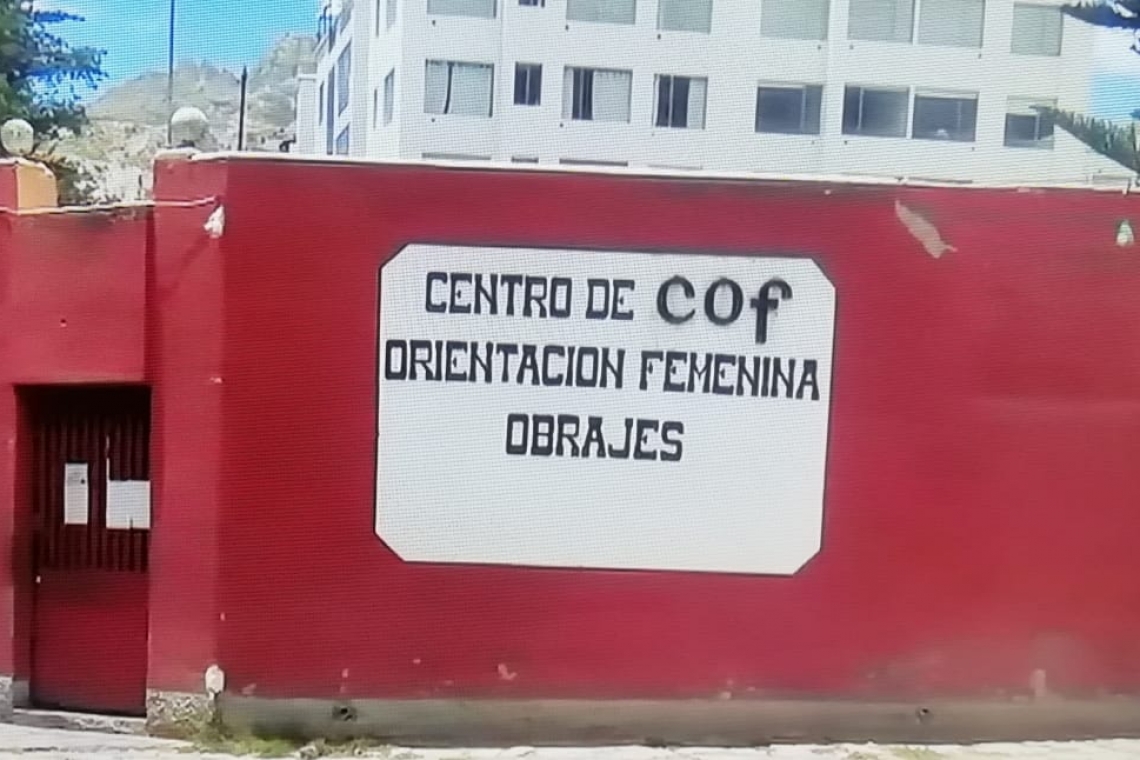 CENTRO DE cof
ORIENTACION FEMENINA
OBRAJES